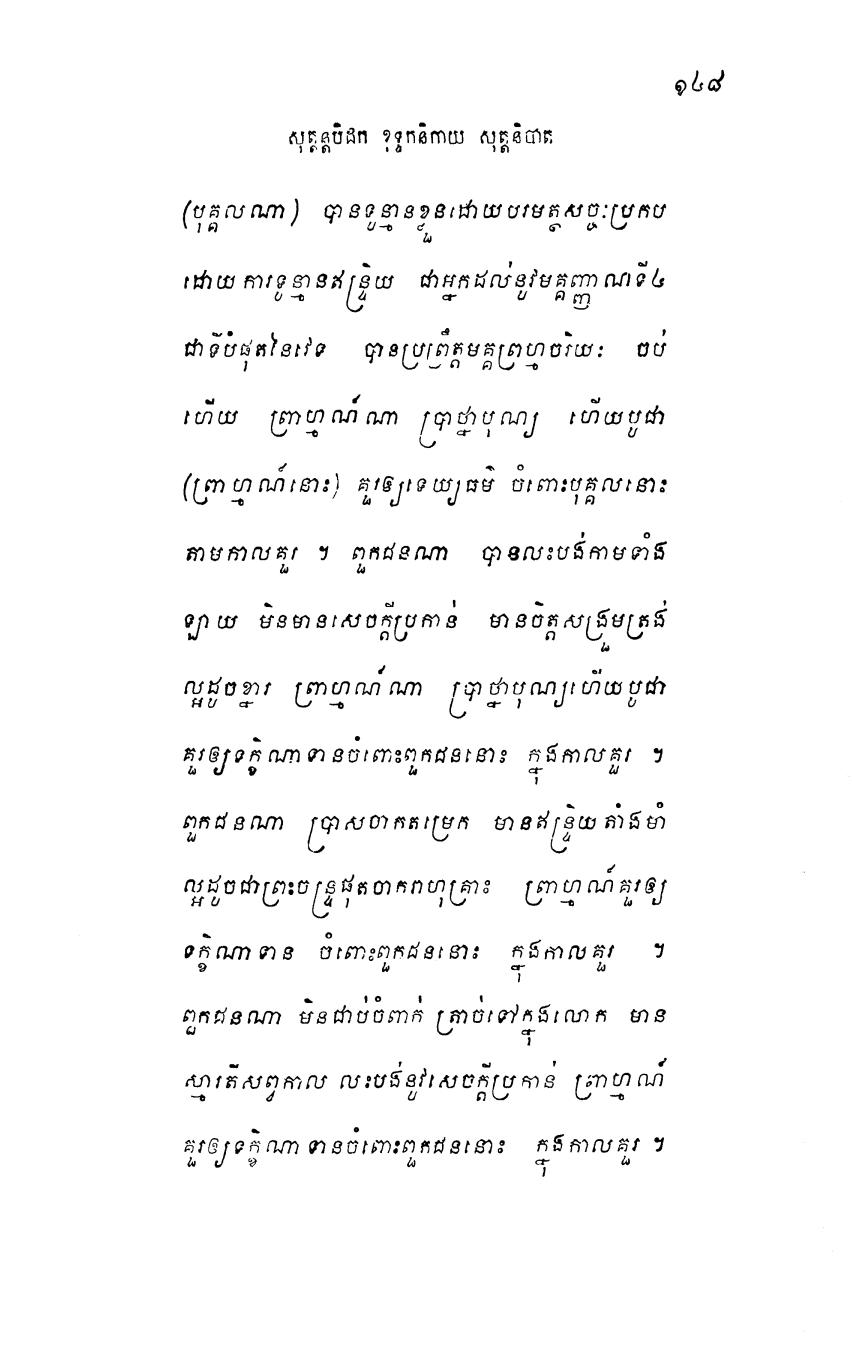 ១៤៨
សុត្តន្តបិដក ខុទ្ទកនិកាយ សុត្តនិបាត
(បុគ្គលណា) បានទូន្មានខ្លួនដោយបរមត្ថសច្ចៈប្រកប
ដោយការទូន្មានឥន្ទ្រិយ ជាអ្នកដល់នូវមគ្គញ្ញាណទី៤
ជាទីបំផុតនៃវេទ បានប្រព្រឹត្តមគ្គព្រហ្មចរិយៈ ចប់
ហើយ ព្រាហ្មណ៍ណា ប្រាថ្នាបុណ្យ ហើយបូជា
(ព្រាហ្មណ៍នោះ) គួរឲ្យទេយ្យធម៌ ចំពោះបុគ្គលនោះ
តាមកាលគួរ ។ ពួកជនណា បានលះបង់កាមទាំង
ឡាយ មិនមានសេចក្តីប្រកាន់ មានចិត្តសង្រួមត្រង់
ល្អដូចខ្នារ ព្រាហ្មណ៍ណា ប្រាថ្នាបុណ្យហើយបូជា
គួរឲ្យទក្ខិណាទានចំពោះពួកជននោះ ក្នុងកាលគួរ ។
ពួកជនណា ប្រាសចាកតម្រេក មានឥន្ទ្រិយតាំងមាំ
ល្អដូចជាព្រះចន្ទ្រផុតចាករាហុគ្រោះ ព្រាហ្មណ៍គួរឲ្យ
ទក្ខិណាទាន ចំពោះពួកជននោះ ក្នុងកាលគួរ ។
ពួកជនណា មិនជាប់ចំពាក់ ត្រាច់ទៅក្នុងលោក មាន
ស្មារតីសព្វកាល លះបង់នូវសេចក្តីប្រកាន់ ព្រាហ្មណ៍
គួរឲ្យទក្ខិណាទានចំពោះពួកជននោះ ក្នុងកាលគួរ ។